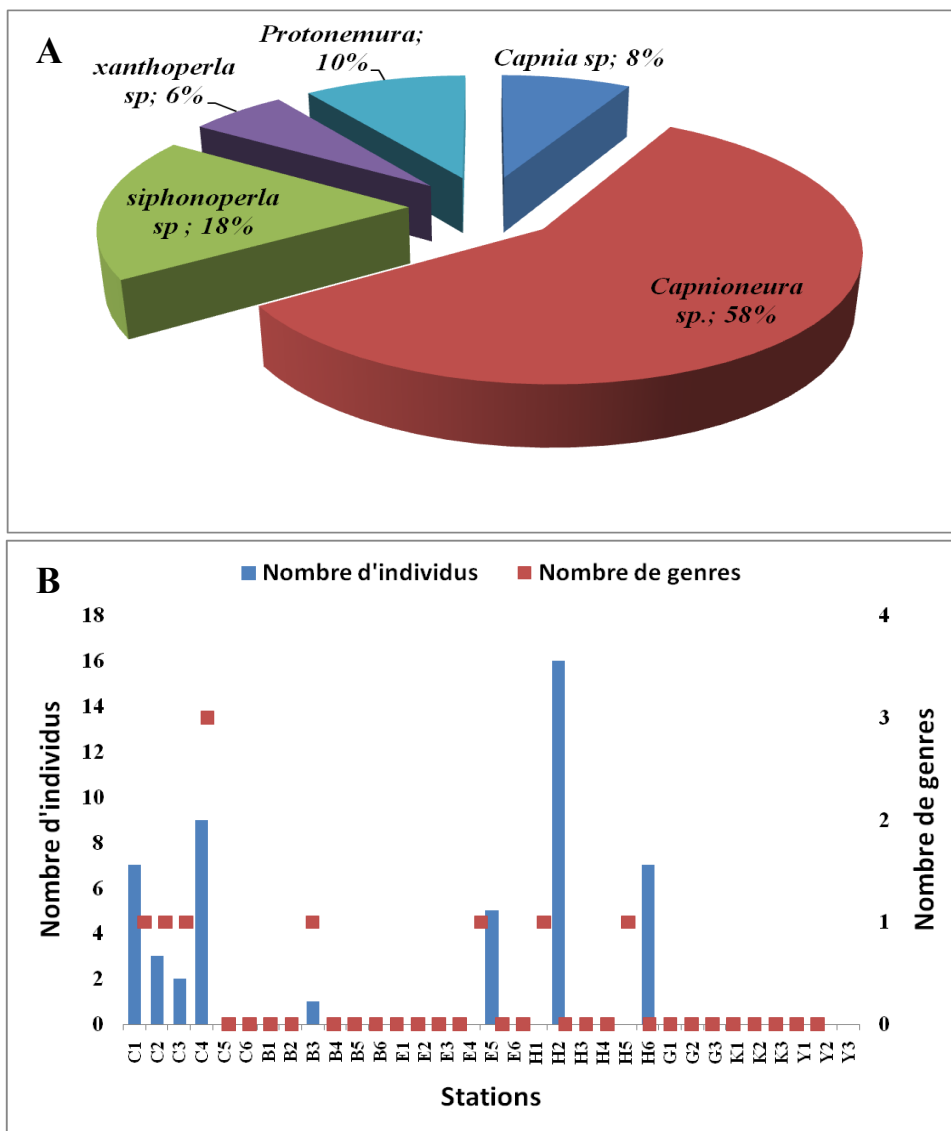 A
Protonemura;
10%
Capnia sp; 8%
xanthoperla
sp; 6%
siphonoperla
sp ; 18%
Capnioneura
sp.; 58%
B
Nombre d'individus
Nombre de genres
18
16
14
12
10
8
6
4
2
0
Nombre d'individus
4
3
2
1
0
Nombre de genres
C1 C2 C3 C4 C5 C6 B1 B2 B3 B4 B5 B6 E1 E2 E3 E4 E5 E6 H1 H2 H3 H4 H5 H6 G1 G2 G3 K1 K2 K3 Y1 Y2 Y3
Stations